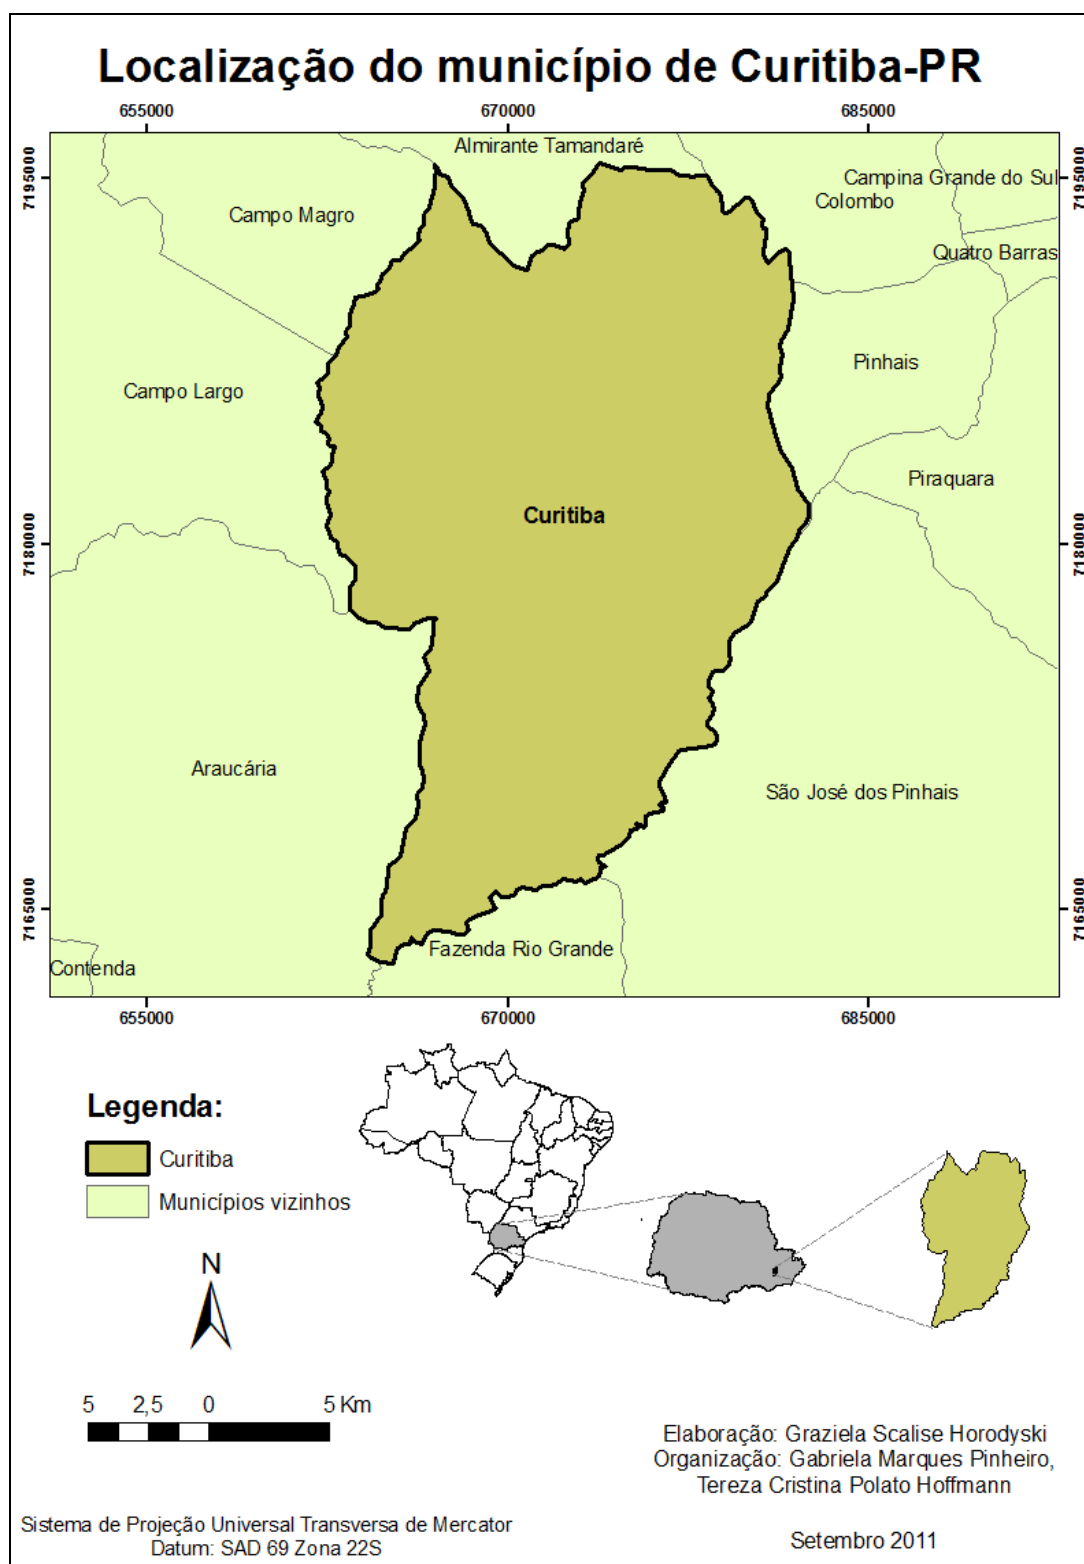 Localização do município de Curitiba-PR
655000 670000 685000
7195000 7195000
Almirante Tamandaré
Campina Grande do Sul
Colombo
Campo Magro
Quatro Barras
Pinhais
Campo Largo
Piraquara
Curitiba
7180000 7180000
Araucária
São José dos Pinhais
7165000 7165000
Fazenda Rio Grande
Contenda
655000 670000 685000
Legenda:
Curitiba
Municípios vizinhos
N
5 2,5 0 5 Km
Elaboração: Graziela Scalise Horodyski
Organização: Gabriela Marques Pinheiro,
Tereza Cristina Polato Hoffmann
Sistema de Projeção Universal Transversa de Mercator
Datum: SAD 69 Zona 22S
Setembro 2011